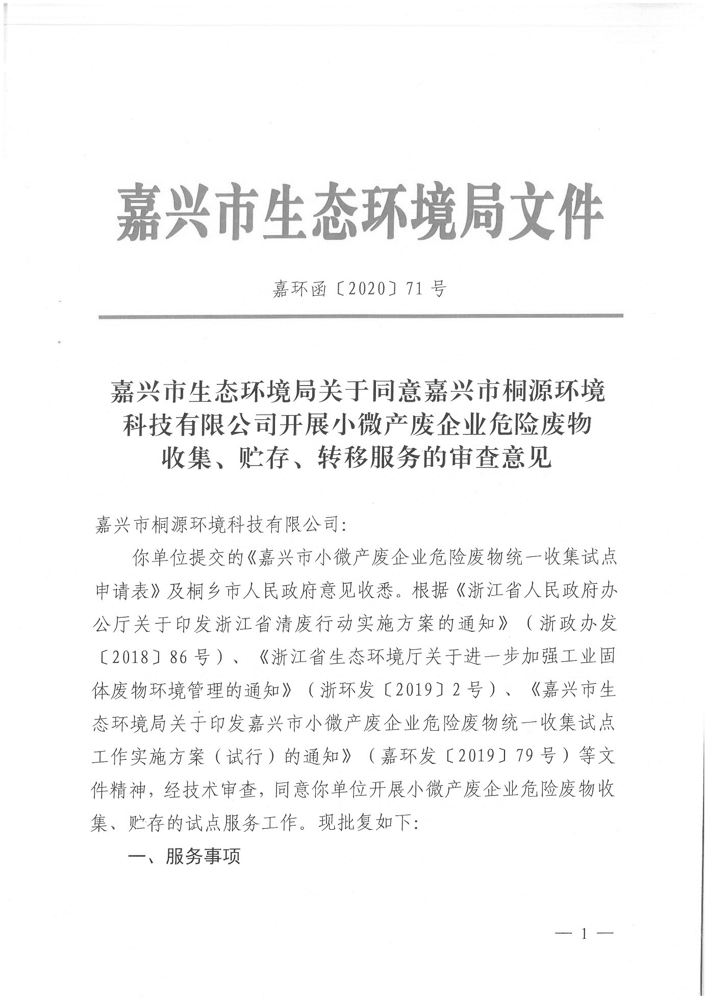 嘉兴市生态环境局文件
嘉环函〔2020〕71号
嘉兴市生态环境局关于同意嘉兴市桐源环境
科技有限公司开展小微产废企业危险废物
收集、贮存、转移服务的审查意见
嘉兴市桐源环境科技有限公司：
你单位提交的《嘉兴市小微产废企业危险废物统一收集试点
申请表》及桐乡市人民政府意见收悉。根据《浙江省人民政府办
公厅关于印发浙江省清废行动实施方案的通知》（浙政办发
〔2018〕86号）、《浙江省生态环境厅关于进一步加强工业固
体废物环境管理的通知》（浙环发〔2019〕2号）、《嘉兴市生
态环境局关于印发嘉兴市小微产废企业危险废物统一收集试点
工作实施方案（试行）的通知》（嘉环发〔2019〕79号）等文
件精神，经技术审查，同意你单位开展小微产废企业危险废物收
集、贮存的试点服务工作。现批复如下：
一、服务事项
— 1 —